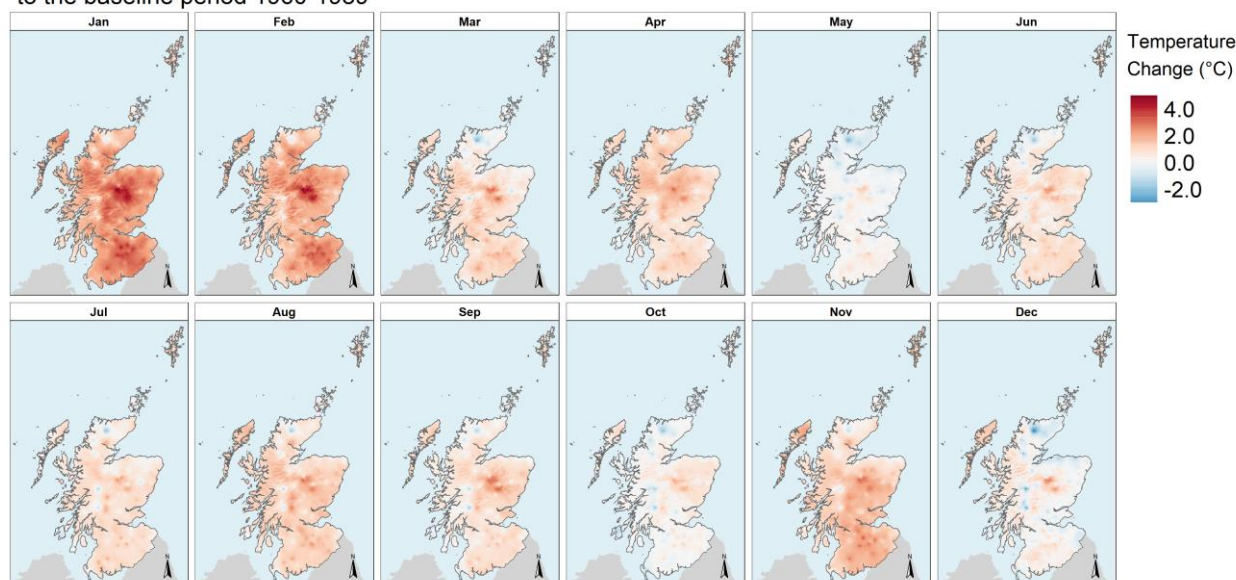 Jan Feb Mar Apr May Jun
Temperature
Change (°C)
4.0
2.0
0.0
-2.0
N N N N N N
Jul Aug Sep Oct Nov Dec
N N N N N N